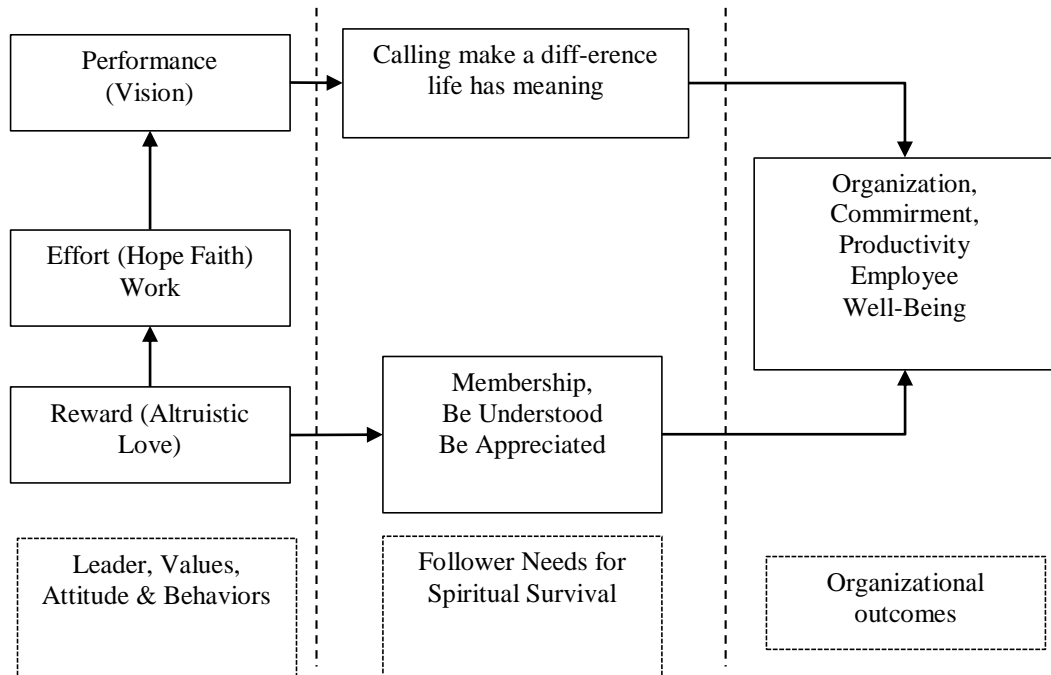 Performance
(Vision)
Calling make a diff-erence
life has meaning
Organization,
Commirment,
Productivity
Employee
Well-Being
Effort (Hope Faith)
Work
Reward (Altruistic
Love)
Membership,
Be Understood
Be Appreciated
Leader, Values,
Attitude & Behaviors
Follower Needs for
Spiritual Survival
Organizational
outcomes